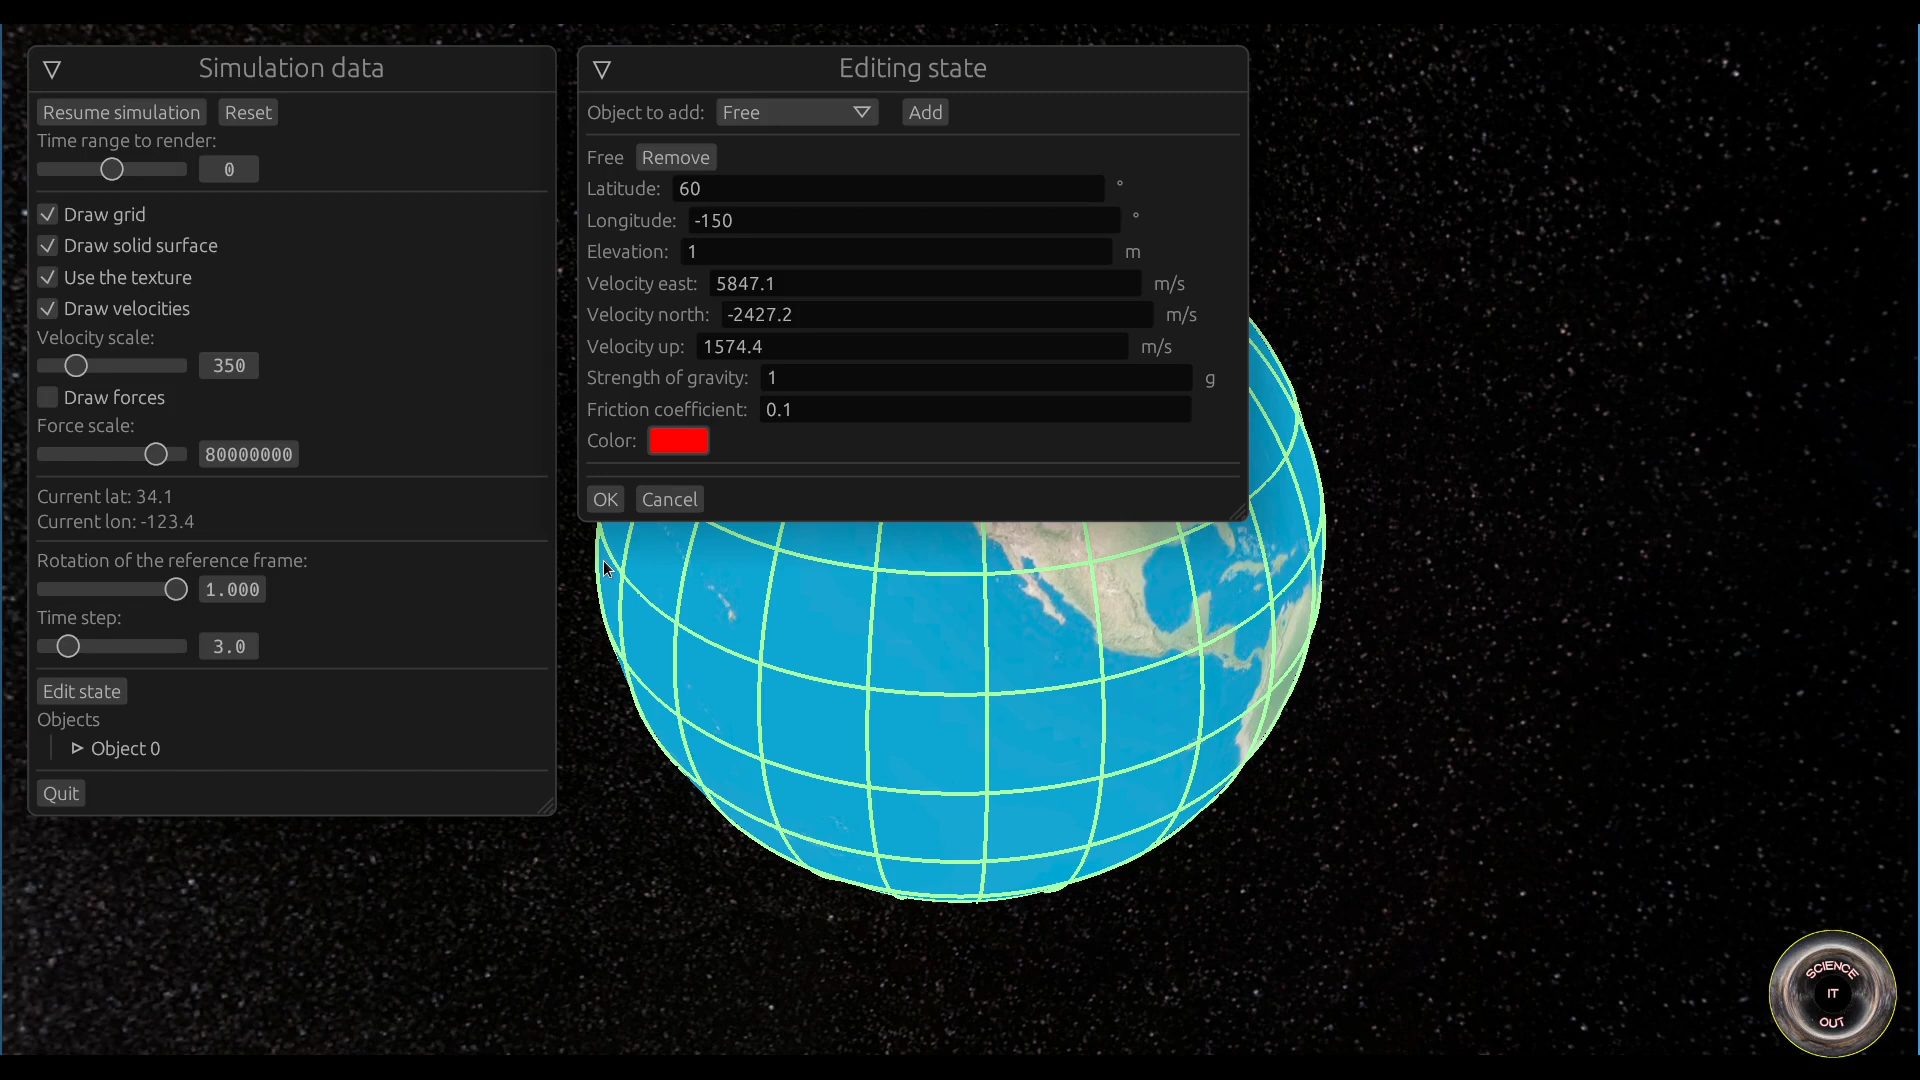 Simulation data
Resume simulation Reset
Time range to render:
0
Draw grid
Draw solid surface
Use the texture
Draw velocities
Velocity scale:
350
Draw forces
Force scale:
80000000
Current lat: 34.1
Current lon: -123.4
Rotation of the reference frame:
1.000
Time step:
3.0
Edit state
Objects
Object 0
Quit
Editing state
Object to add: Free Add
Free Remove
Latitude: 60 °
Longitude: -150 °
Elevation: 1 m
Velocity east: 5847.1 m/s
Velocity north: -2427.2 m/s
Velocity up: 1574.4 m/s
Strength of gravity: 1 g
Friction coefficient: 0.1
Color:
OK Cancel
SCIENCE
IT
OUT